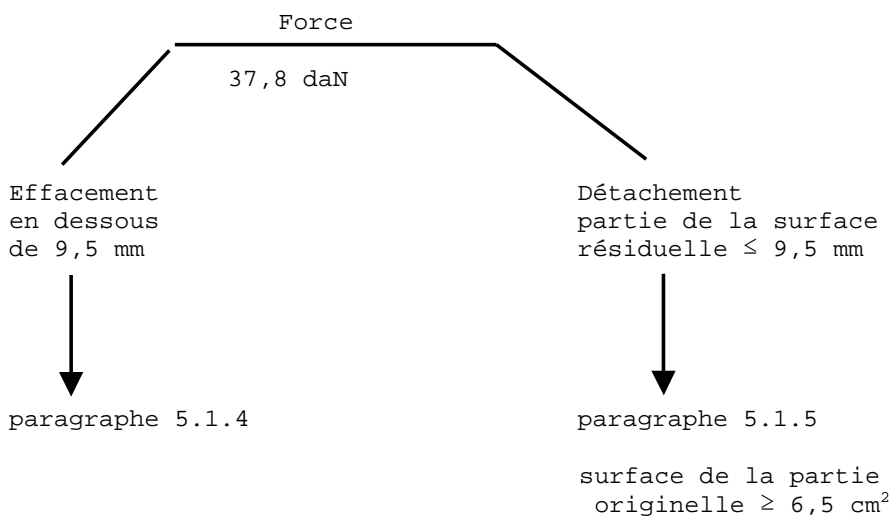 Force
37,8 daN
Effacement
en dessous
de 9,5 mm
Détachement
partie de la surface
résiduelle ≤ 9,5 mm
paragraphe 5.1.4
paragraphe 5.1.5
surface de la partie
originelle ≥ 6,5 cm²